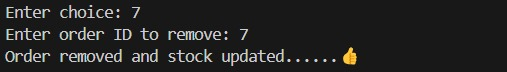 Enter choice: 7
Enter order ID to remove: 7
Order removed and stock updated......👍